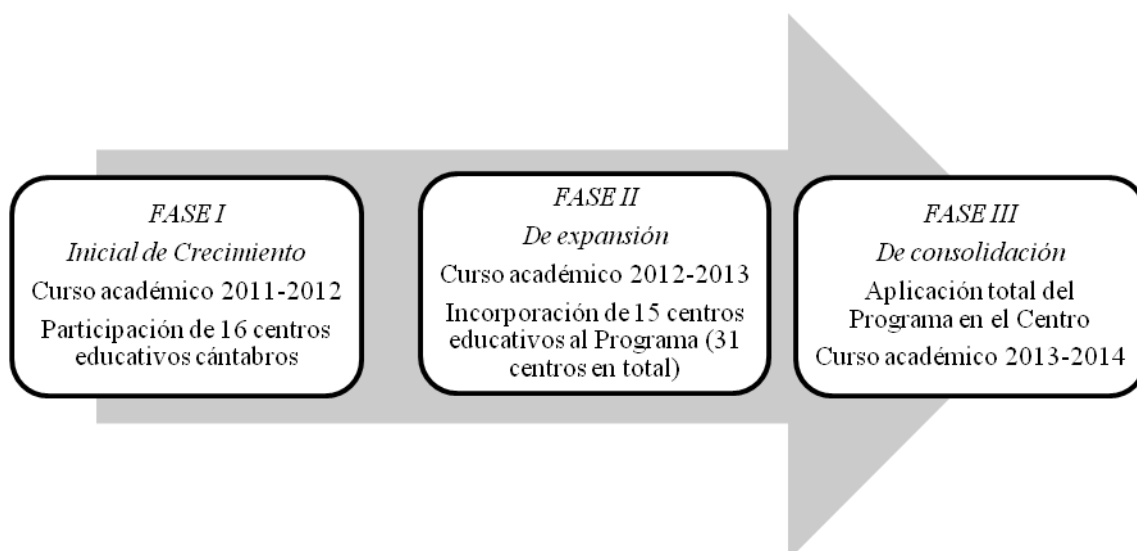 FASE I
Inicial de Crecimiento
Curso académico 2011-2012
Participación de 16 centros
educativos cántabros
FASE II
De expansión
Curso académico 2012-2013
Incorporación de 15 centros
educativos al Programa (31
centros en total)
FASE III
De consolidación
Aplicación total del
Programa en el Centro
Curso académico 2013-2014